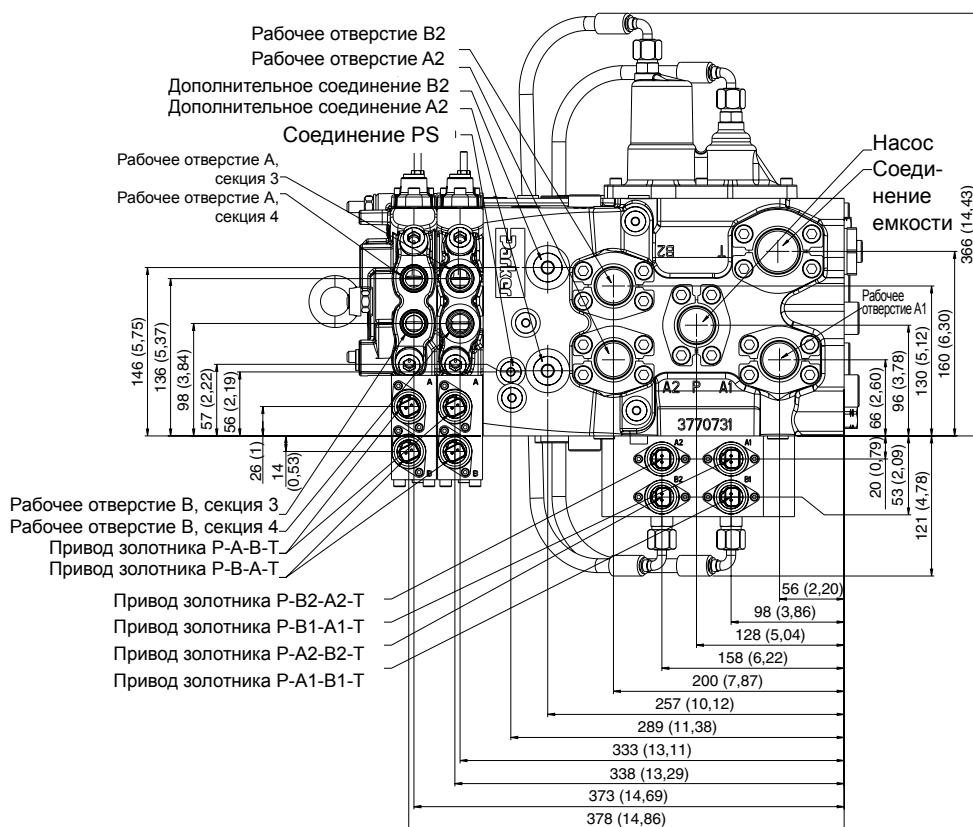 Рабочее отверстие B2
Рабочее отверстие A2
Дополнительное соединение B2
Дополнительное соединение A2
Соединение PS
Рабочее отверстие A,
секция 3
Рабочее отверстие A,
секция 4
Насос
Соеди-
нение
емкости
Рабочее
отверстие A1
Parker
B2
T
A2 P A1
3770731
A
A
B
B
A2
A1
B2
B1
366 (14,43)
146 (5,75)
136 (5,37)
98 (3,84)
57 (2,22)
56 (2,19)
26 (1)
14
(0,53)
160 (6,30)
130 (5,12)
96 (3,78)
66 (2,60)
20 (0,79)
53 (2,09)
121 (4,78)
Рабочее отверстие B, секция 3
Рабочее отверстие B, секция 4
Привод золотника P-A-B-T
Привод золотника P-B-A-T
Привод золотника P-B2-A2-T
Привод золотника P-B1-A1-T
Привод золотника P-A2-B2-T
Привод золотника P-A1-B1-T
56 (2,20)
98 (3,86)
128 (5,04)
158 (6,22)
200 (7,87)
257 (10,12)
289 (11,38)
333 (13,11)
338 (13,29)
373 (14,69)
378 (14,86)